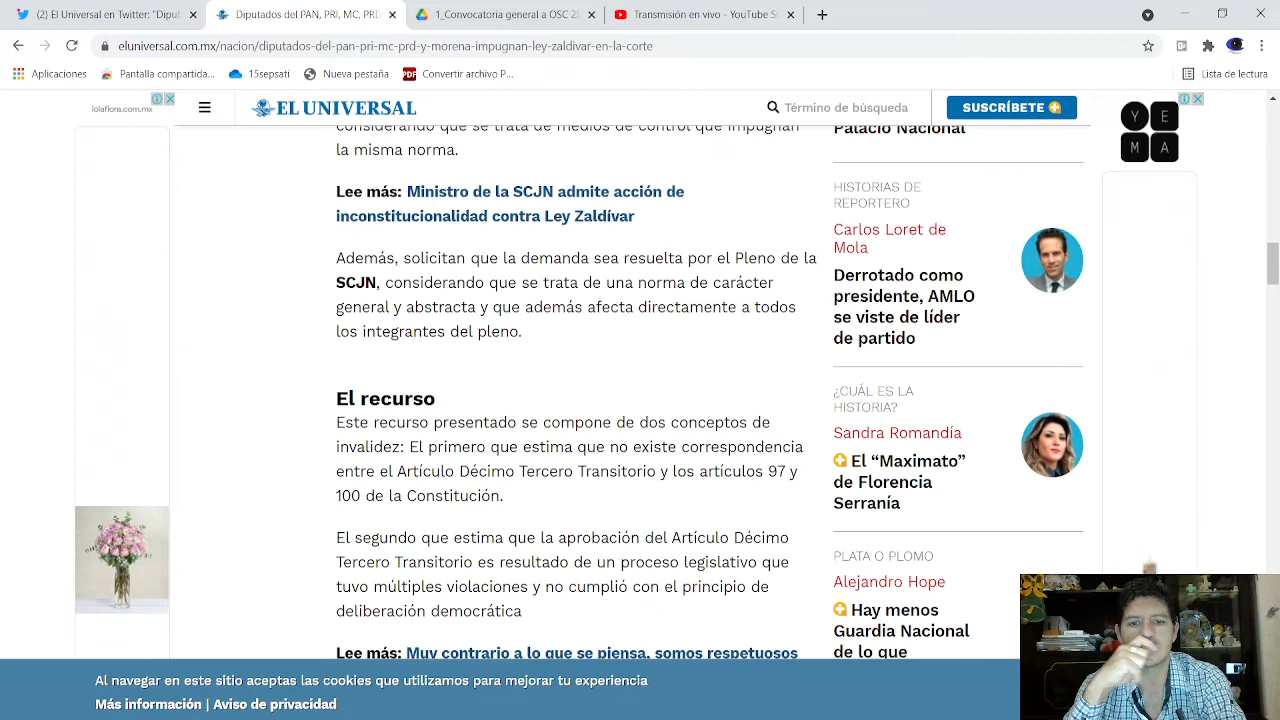 (2) El Universo en Twitter: "Diput
Diputados del PAN, PRI, MC, PRD
1_Convocatoria general a OSC 28
Transmisión en vivo - YouTube St
eluniversal.com.mx/nacion/diputados-del-pan-pri-mc-prd-y-morena-impugnan-ley-zaldivar-en-la-corte
Aplicaciones
Pantalla compartida...
15sepsati
Nueva pestaña
PDF
Convertir archivo P...
Lista de lectura
lolaflora.com.mx
EL UNIVERSAL
Término de búsqueda
SUSCRÍBETE
considerando que se trata de medios de control que impugnan
la misma norma.
Lee más: Ministro de la SCJN admite acción de
inconstitucionalidad contra Ley Zaldívar
Además, solicitan que la demanda sea resuelta por el Pleno de la
SCJN, considerando que se trata de una norma de carácter
general y abstracta y que además afecta directamente a todos
los integrantes del pleno.
El recurso
Este recurso presentado se compone de dos conceptos de
invalidez: El primero que estima que no existe correspondencia
entre el Artículo Décimo Tercero Transitorio y los artículos 97 y
100 de la Constitución.
El segundo que estima que la aprobación del Artículo Décimo
Tercero Transitorio es resultado de un proceso legislativo que
tuvo múltiples violaciones y no cumplió con el principio de
deliberación democrática
Lee más: Muy contrario a lo que se piensa, somos respetuosos
Palacio Nacional
HISTORIAS DE
REPORTERO
Carlos Loret de
Mola
Derrotado como
presidente, AMLO
se viste de líder
de partido
¿CUÁL ES LA
HISTORIA?
Sandra Romandía
El “Maximato”
de Florencia
Serranía
PLATA O PLOMO
Alejandro Hope
Hay menos
Guardia Nacional
de lo que
Y E
M A
Al navegar en este sitio aceptas las cookies que utilizamos para mejorar tu experiencia
Más información | Aviso de privacidad